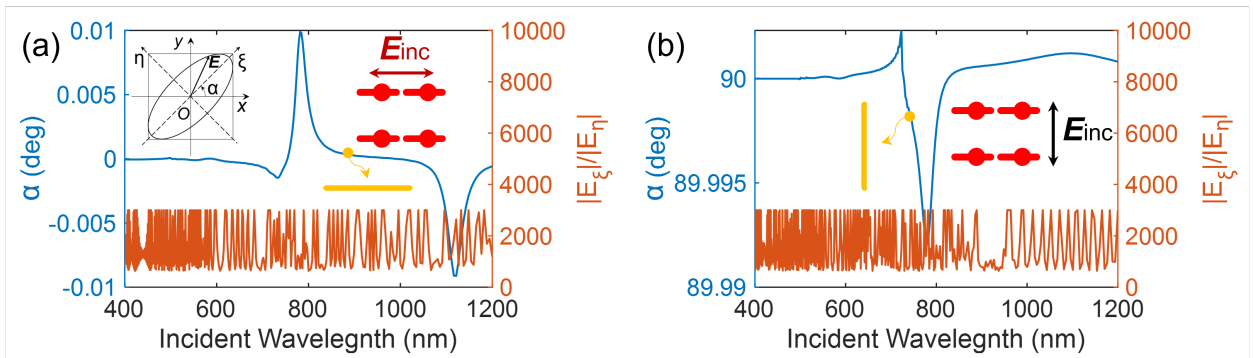 (a)
0.01
0.005
0
-0.005
-0.01
α (deg)
η
y
E
ξ
α
O
x
Einc
10000
8000
6000
4000
2000
0
|Eξ|/|Eη|
400
600
800
1000
1200
Incident Wavelegnth (nm)
(b)
90
89.995
89.99
α (deg)
Einc
10000
8000
6000
4000
2000
0
|Eξ|/|Eη|
400
600
800
1000
1200
Incident Wavelegnth (nm)